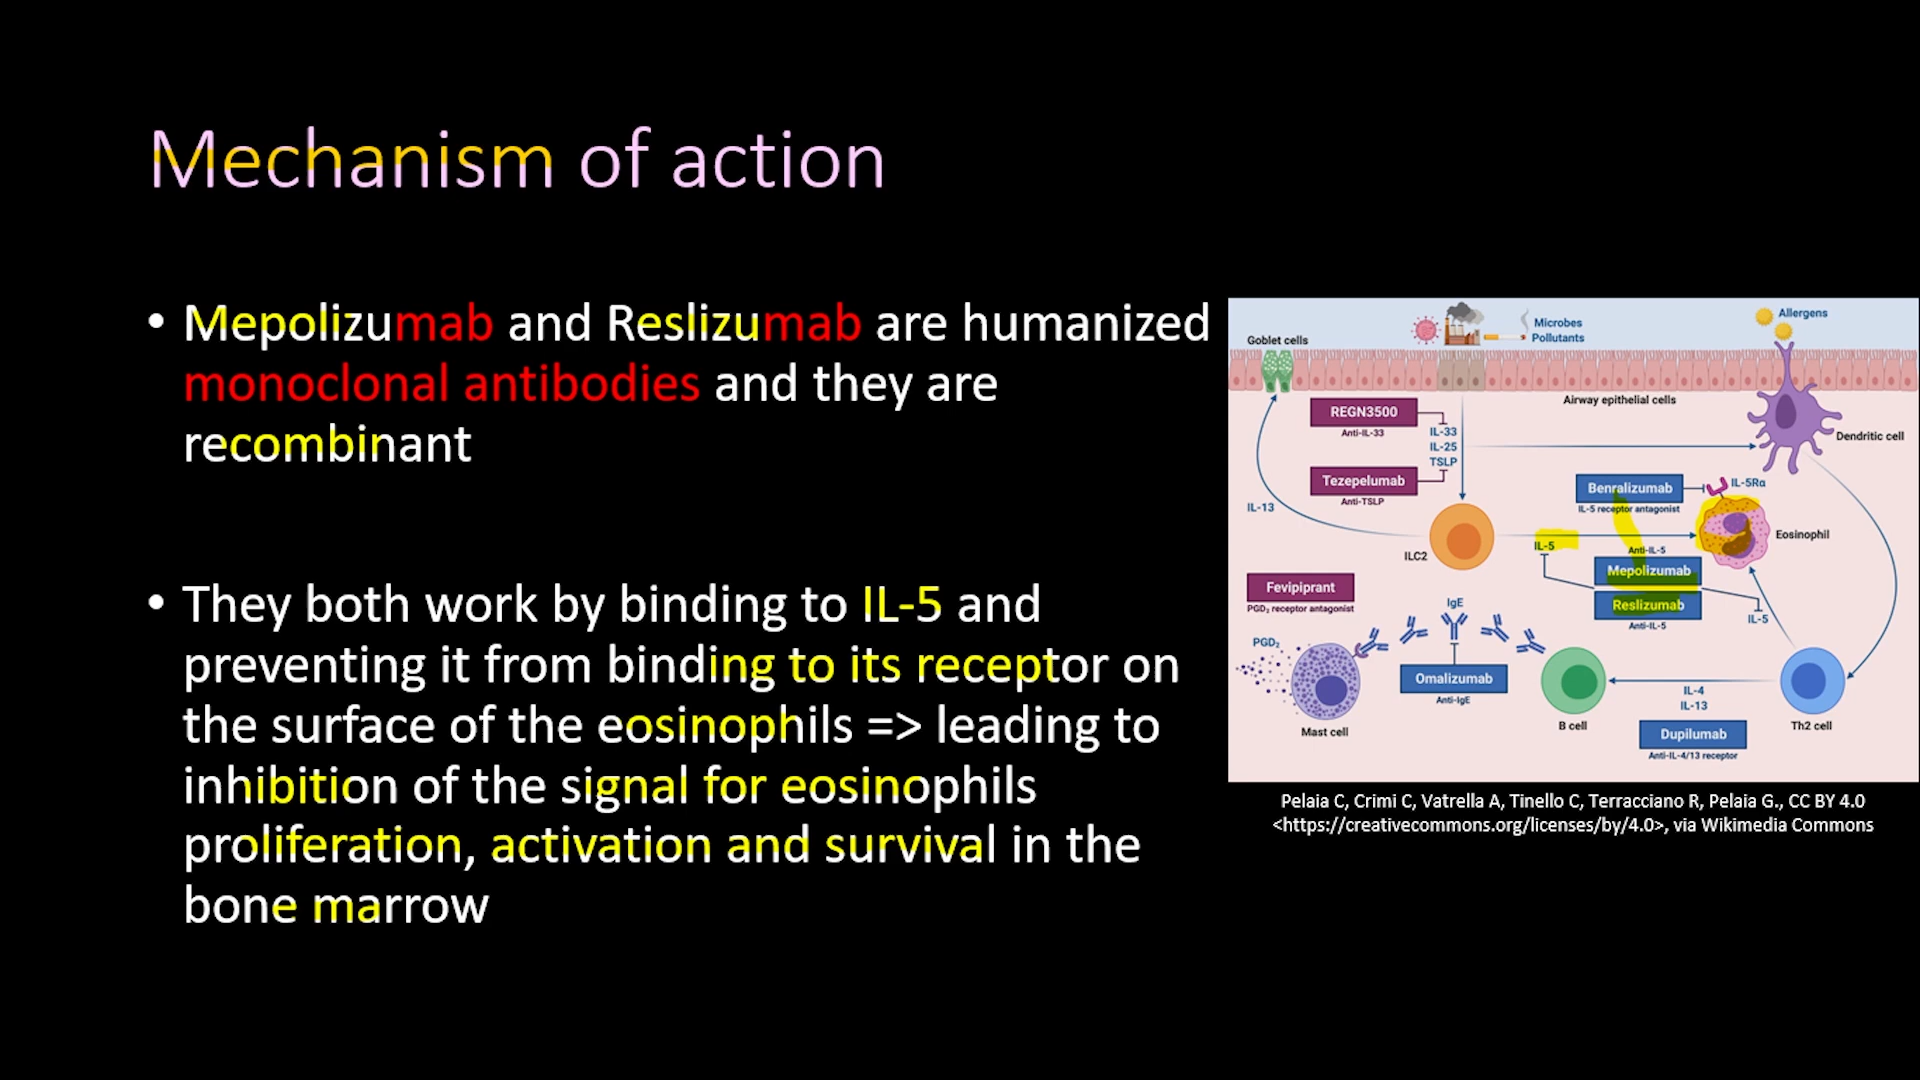 Mechanism of action
• Mepolizumab and Reslizumab are humanized
monoclonal antibodies and they are
recombinant
• They both work by binding to IL-5 and
preventing it from binding to its receptor on
the surface of the eosinophils => leading to
inhibition of the signal for eosinophils
proliferation, activation and survival in the
bone marrow
Allergens
Microbes
Pollutants
Goblet cells
Airway epithelial cells
REGN3500
Anti-IL-33
IL-33
IL-25
TSLP
Dendritic cell
Tezepelumab
Anti-TSLP
Benralizumab
IL-5Rα
IL-5 receptor antagonist
IL-13
Eosinophil
IL-5
ILC2
Anti-IL-5
Mepolizumab
Fevipiprant
PGD₂ receptor antagonist
IgE
Reslizumab
Anti-IL-5
IL-5
PGD₂
Omalizumab
Anti-IgE
IL-4
IL-13
Mast cell
B cell
Th2 cell
Dupilumab
Anti-IL-4/13 receptor
Pelaia C, Crimi C, Vatrella A, Tinello C, Terracciano R, Pelaia G., CC BY 4.0
<https://creativecommons.org/licenses/by/4.0>, via Wikimedia Commons